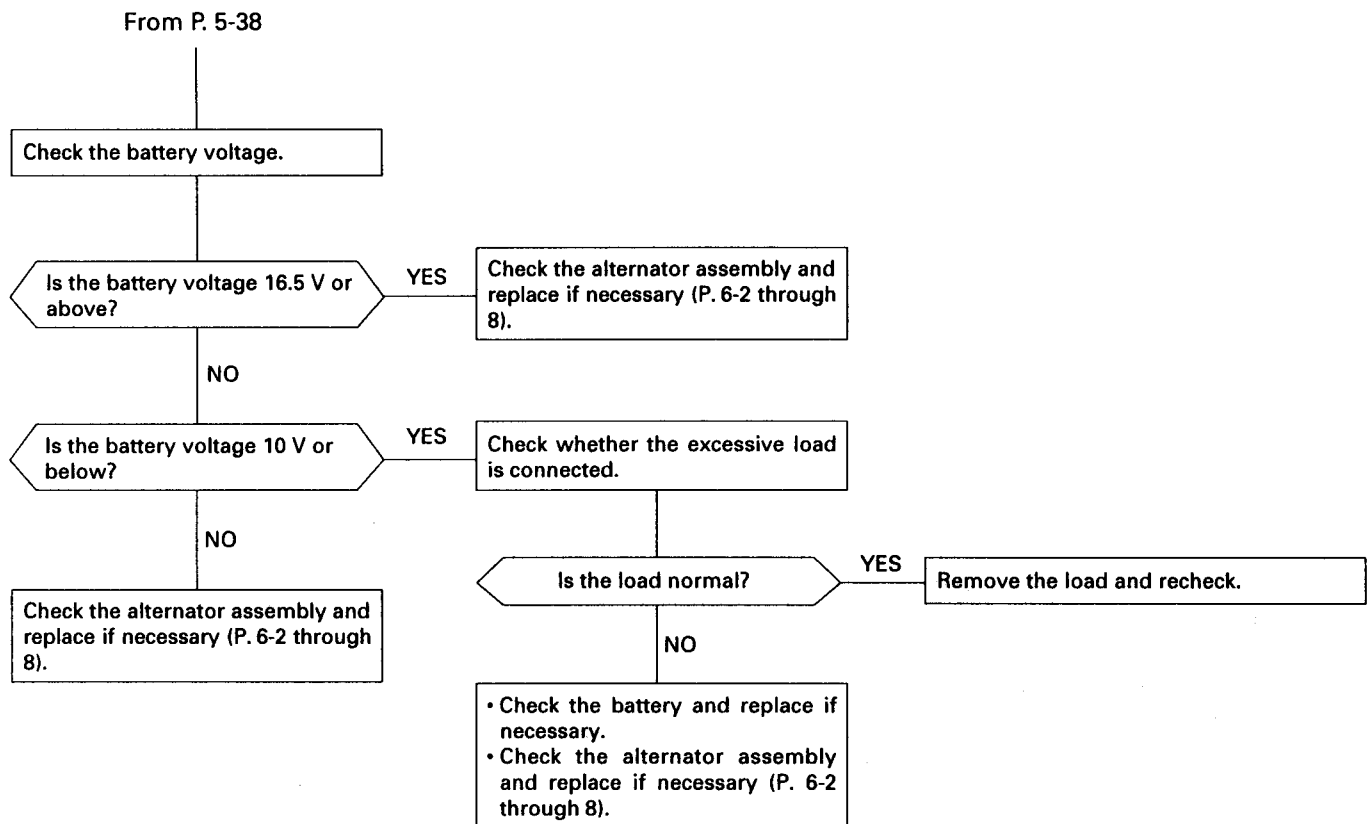 From P. 5-38
Check the battery voltage.
Is the battery voltage 16.5 V or
above?
YES
Check the alternator assembly and
replace if necessary (P. 6-2 through
8).
NO
Is the battery voltage 10 V or
below?
YES
Check whether the excessive load
is connected.
NO
Check the alternator assembly and
replace if necessary (P. 6-2 through
8).
Is the load normal?
YES
Remove the load and recheck.
NO
• Check the battery and replace if
necessary.
• Check the alternator assembly
and replace if necessary (P. 6-2
through 8).